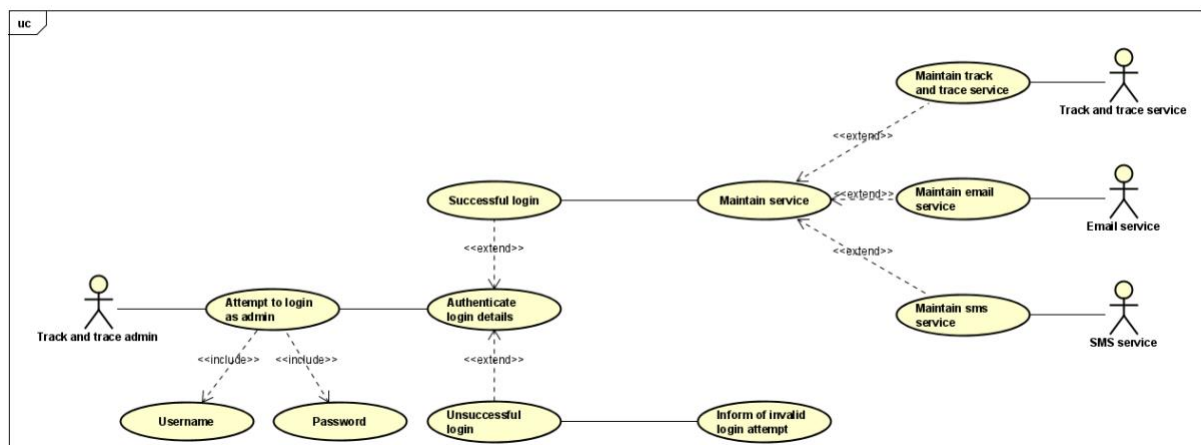 uc
Maintain track
and trace service
Track and trace service
<<extend>>
Successful login
Maintain service
<<extend>>
Maintain email
service
Email service
<<extend>>
<<extend>>
Attempt to login
as admin
Authenticate
login details
Maintain sms
service
Track and trace admin
SMS service
<<include>>
<<include>>
<<extend>>
Username
Password
Unsuccessful
login
Inform of invalid
login attempt